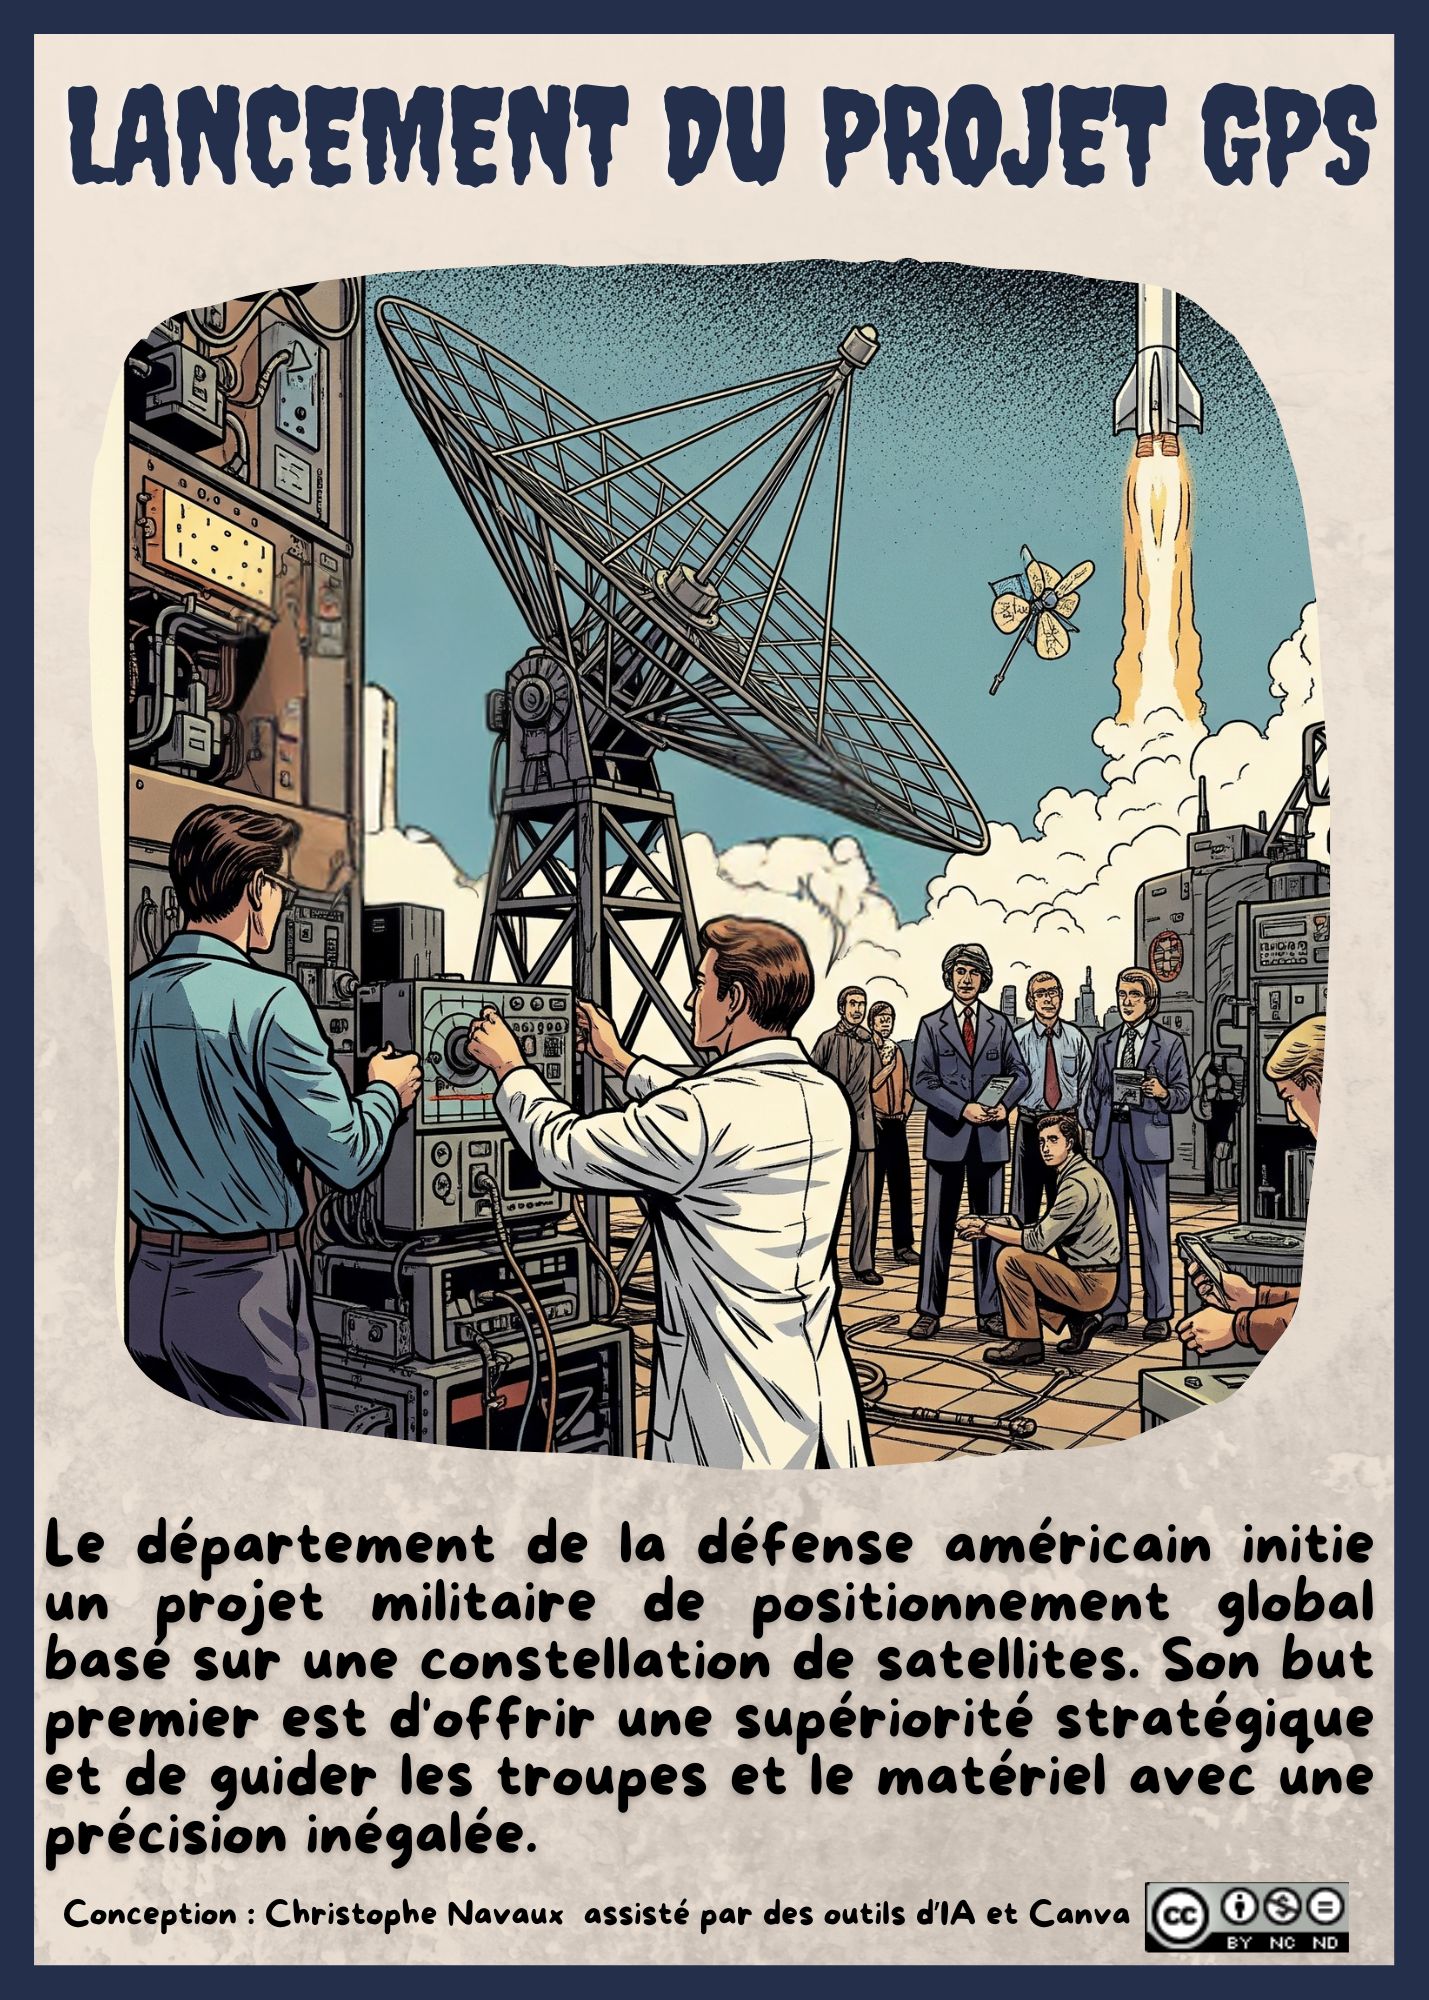 LANCEMENT DU PROJET GPS
Le département de la défense américain initie
un projet militaire de positionnement global
basé sur une constellation de satellites. Son but
premier est d'offrir une supériorité stratégique
et de guider les troupes et le matériel avec une
précision inégalée.
Conception : Christophe Navaux assisté par des outils d'IA et Canva
cc
BY NC ND